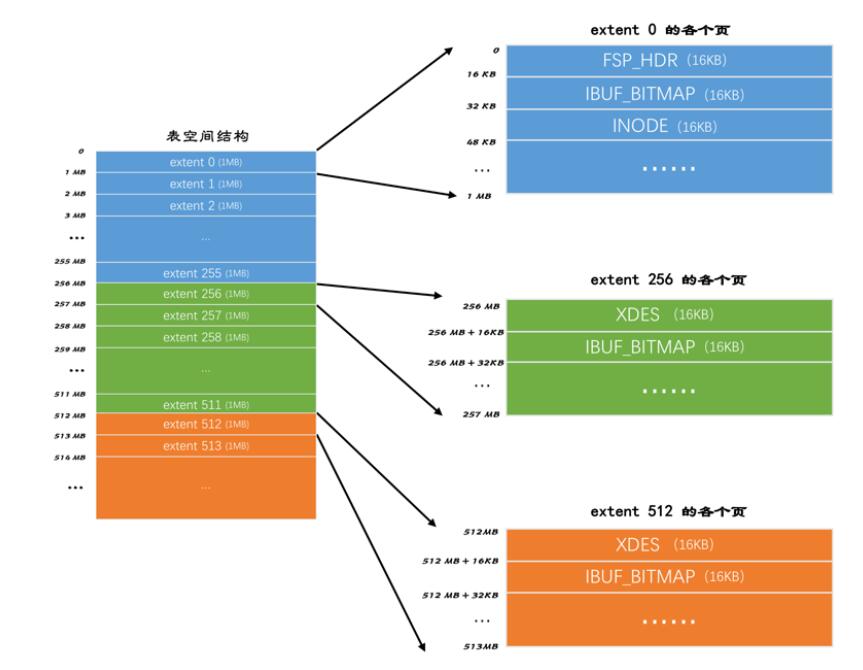 表空间结构
0
extent 0 (1MB)
1 MB
extent 1 (1MB)
2 MB
extent 2 (1MB)
3 MB
...
...
255 MB
extent 255 (1MB)
256 MB
extent 256 (1MB)
257 MB
extent 257 (1MB)
258 MB
extent 258 (1MB)
259 MB
...
...
511 MB
extent 511 (1MB)
512 MB
extent 512 (1MB)
513 MB
extent 513 (1MB)
514 MB
...
...
extent 0 的各个页
0
FSP_HDR (16KB)
16 KB
IBUF_BITMAP (16KB)
32 KB
INODE (16KB)
48 KB
...
......
1 MB
extent 256 的各个页
256 MB
XDES (16KB)
256 MB + 16KB
IBUF_BITMAP (16KB)
256 MB + 32KB
...
......
257 MB
extent 512 的各个页
512MB
XDES (16KB)
512 MB + 16KB
IBUF_BITMAP (16KB)
512 MB + 32KB
...
......
513MB